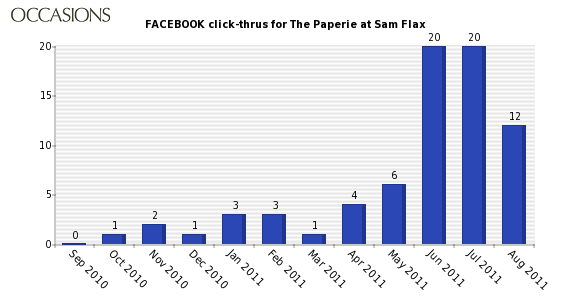 OCCASIONS
FACEBOOK click-thrus for The Paperie at Sam Flax
20
15
10
5
0
0
1
2
1
3
3
1
4
6
20
20
12
Sep 2010
Oct 2010
Nov 2010
Dec 2010
Jan 2011
Feb 2011
Mar 2011
Apr 2011
May 2011
Jun 2011
Jul 2011
Aug 2011